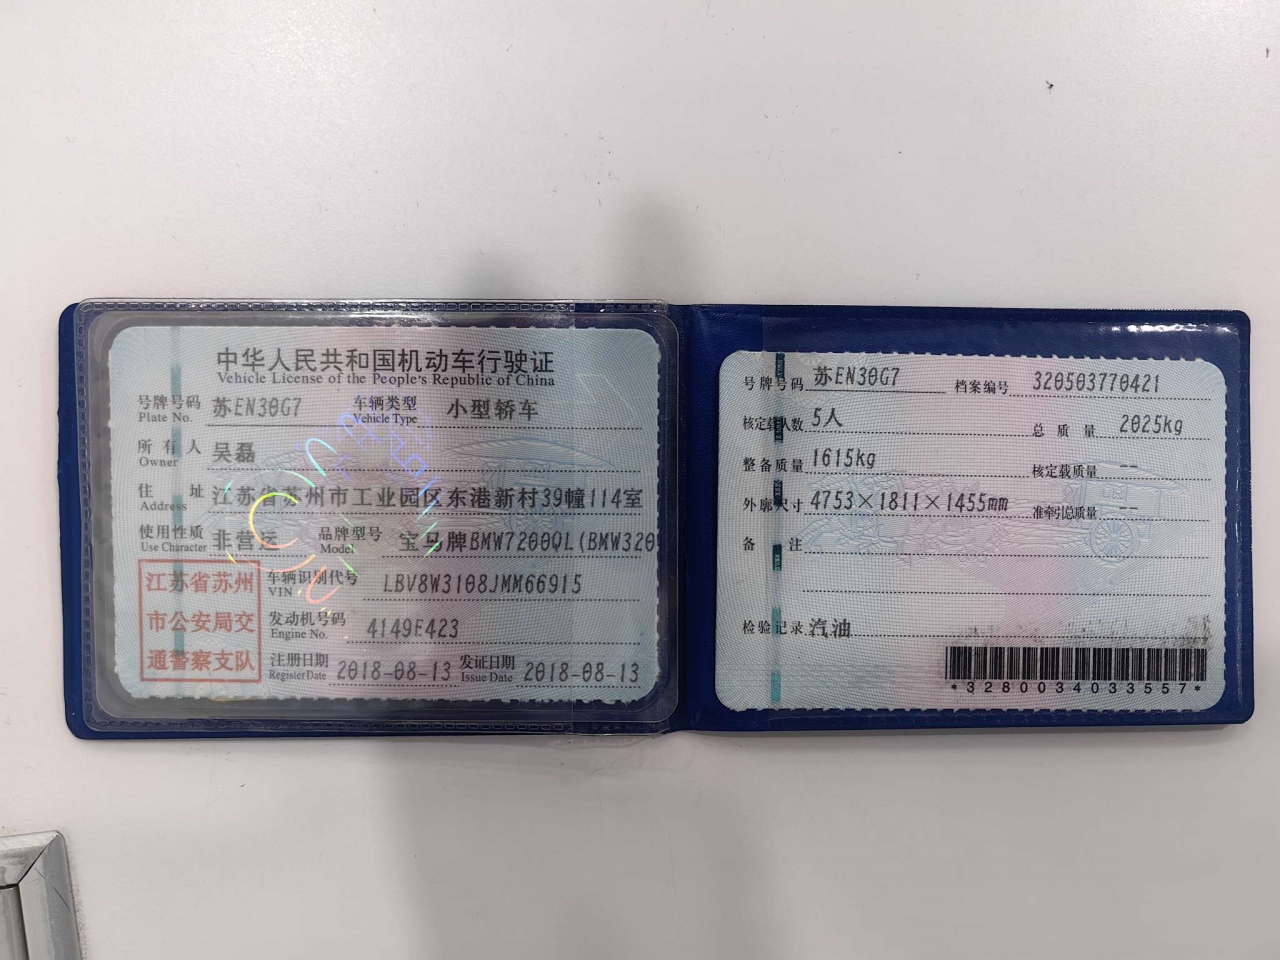 中华人民共和国机动车行驶证
Vehicle License of the People's Republic of China
号牌号码 苏EN30G7 车辆类型 小型轿车
Plate No. Vehicle Type
所有人 吴磊
Owner
住址 江苏省苏州市工业园区东港新村39幢114室
Address
使用性质 非营运 品牌型号 宝马牌BMW7200QL(BMW320
Use Character Model
江苏省苏州
市公安局交
通警察支队
车辆识别代号 LBV8W3108JMM66915
VIN
发动机号码 4149E423
Engine No.
注册日期 2018-08-13 发证日期 2018-08-13
Register Date Issue Date
号牌号码 苏EN30G7 档案编号 320503770421
核定载人数 5人 总质量 2025kg
整备质量 1615kg 核定载质量 --
外廓尺寸 4753×1811×1455mm 准牵引总质量 --
备注
检验记录 汽油
*3280034033557*